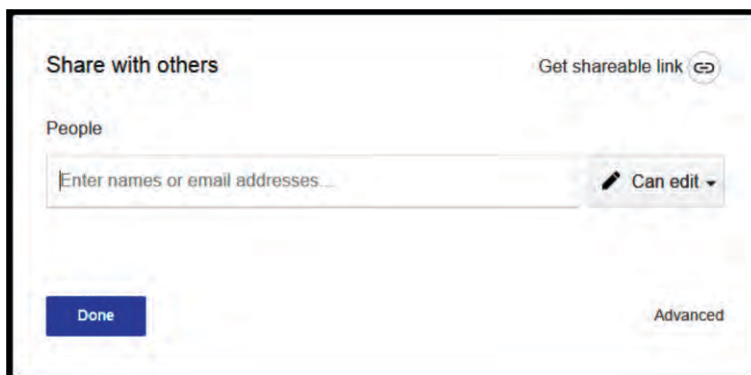 Share with others
Get shareable link
People
Enter names or email addresses...
Can edit
Done
Advanced